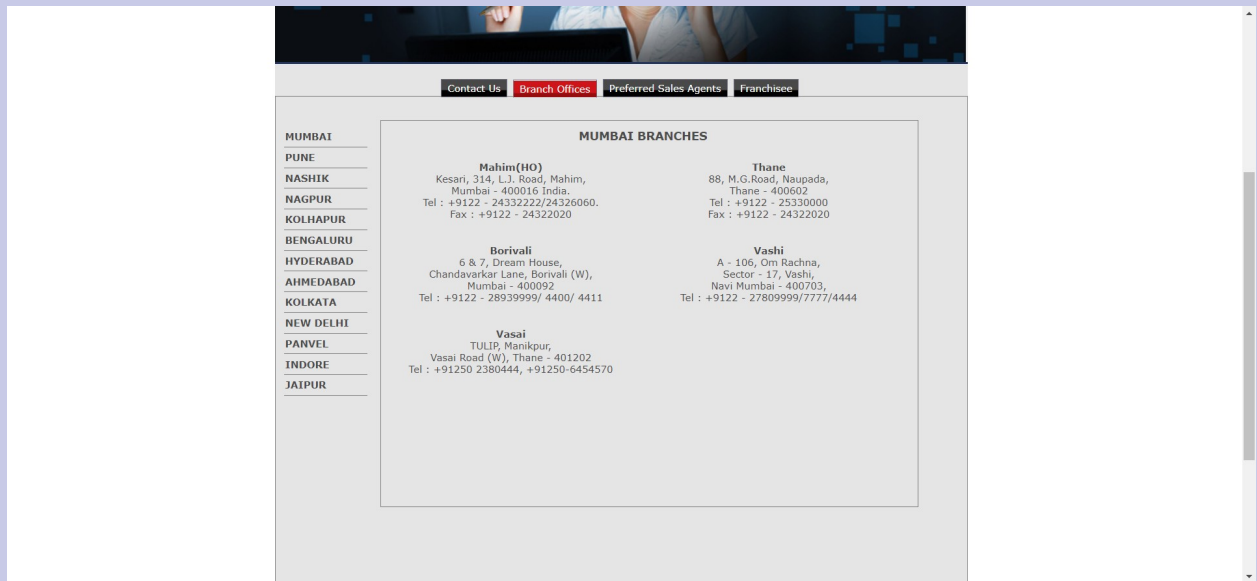 Contact Us
Branch Offices
Preferred Sales Agents
Franchisee
MUMBAI
PUNE
NASHIK
NAGPUR
KOLHAPUR
BENGALURU
HYDERABAD
AHMEDABAD
KOLKATA
NEW DELHI
PANVEL
INDORE
JAIPUR
MUMBAI BRANCHES
Mahim(HO)
Kesari, 314, L.J. Road, Mahim,
Mumbai - 400016 India.
Tel : +9122 - 24332222/24326060.
Fax : +9122 - 24322020
Thane
88, M.G.Road, Naupada,
Thane - 400602
Tel : +9122 - 25330000
Fax : +9122 - 24322020
Borivali
6 & 7, Dream House,
Chandavarkar Lane, Borivali (W),
Mumbai - 400092
Tel : +9122 - 28939999/ 4400/ 4411
Vashi
A - 106, Om Rachna,
Sector - 17, Vashi,
Navi Mumbai - 400703,
Tel : +9122 - 27809999/7777/4444
Vasai
TULIP, Manikpur,
Vasai Road (W), Thane - 401202
Tel : +91250 2380444, +91250-6454570